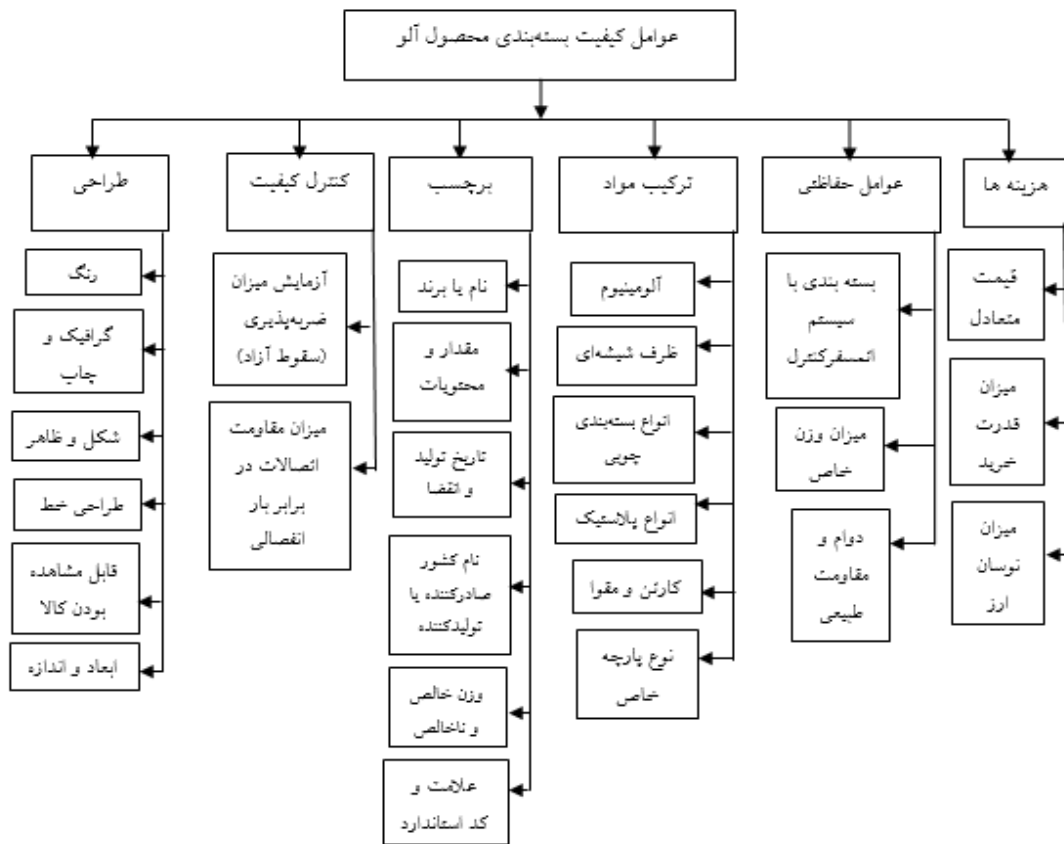 عوامل کیفیت بسته‌بندی محصول آلو
هزینه ها
عوامل حفاظتی
ترکیب مواد
برچسب
کنترل کیفیت
طراحی
قیمت
متعادل
میزان
قدرت
خرید
میزان
نوسان
ارز
بسته بندی با
سیستم
اتمسفرکنترل
میزان وزن
خاص
دوام و
مقاومت
طبیعی
آلومینیوم
ظرف شیشه‌ای
انواع بسته‌بندی
چوبی
انواع پلاستیک
کارتن و مقوا
نوع پارچه
خاص
نام یا برند
مقدار و
محتویات
تاریخ تولید
و انقضا
نام کشور
صادرکننده یا
تولیدکننده
وزن خالص
و ناخالص
علامت و
کد استاندارد
آزمایش میزان
ضربه‌پذیری
(سقوط آزاد)
میزان مقاومت
اتصالات در
برابر بار
انفصالی
رنگ
گرافیک و
چاپ
شکل و ظاهر
طراحی خط
قابل مشاهده
بودن کالا
ابعاد و اندازه